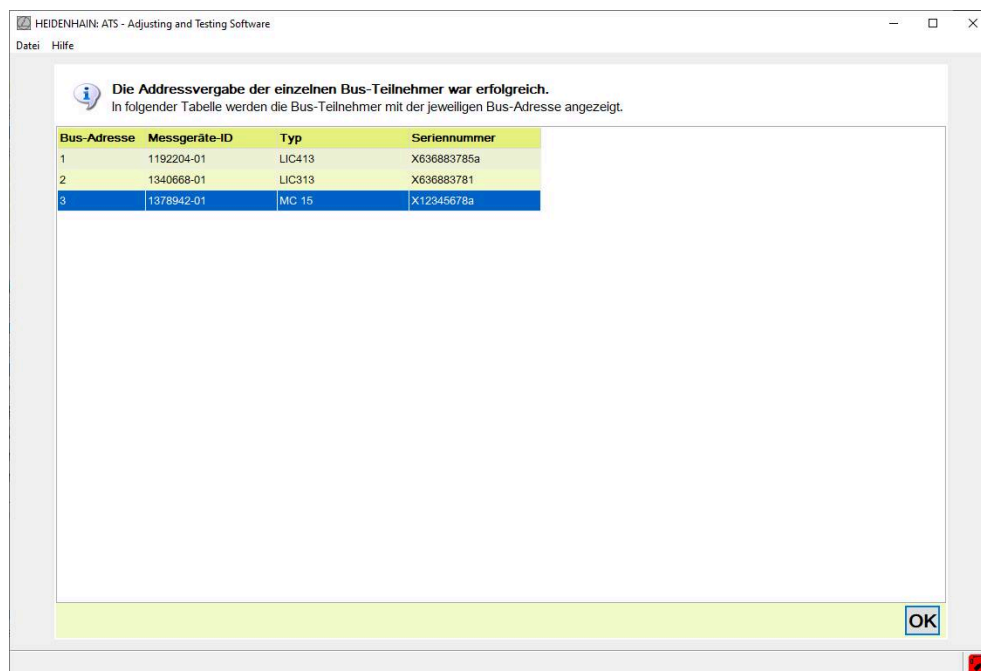 HEIDENHAIN: ATS - Adjusting and Testing Software
Datei Hilfe
Die Addressvergabe der einzelnen Bus-Teilnehmer war erfolgreich.
In folgender Tabelle werden die Bus-Teilnehmer mit der jeweiligen Bus-Adresse angezeigt.
Bus-Adresse Messgeräte-ID Typ Seriennummer
1 1192204-01 LIC413 X636883785a
2 1340668-01 LIC313 X636883781
3 1378942-01 MC 15 X12345678a
OK